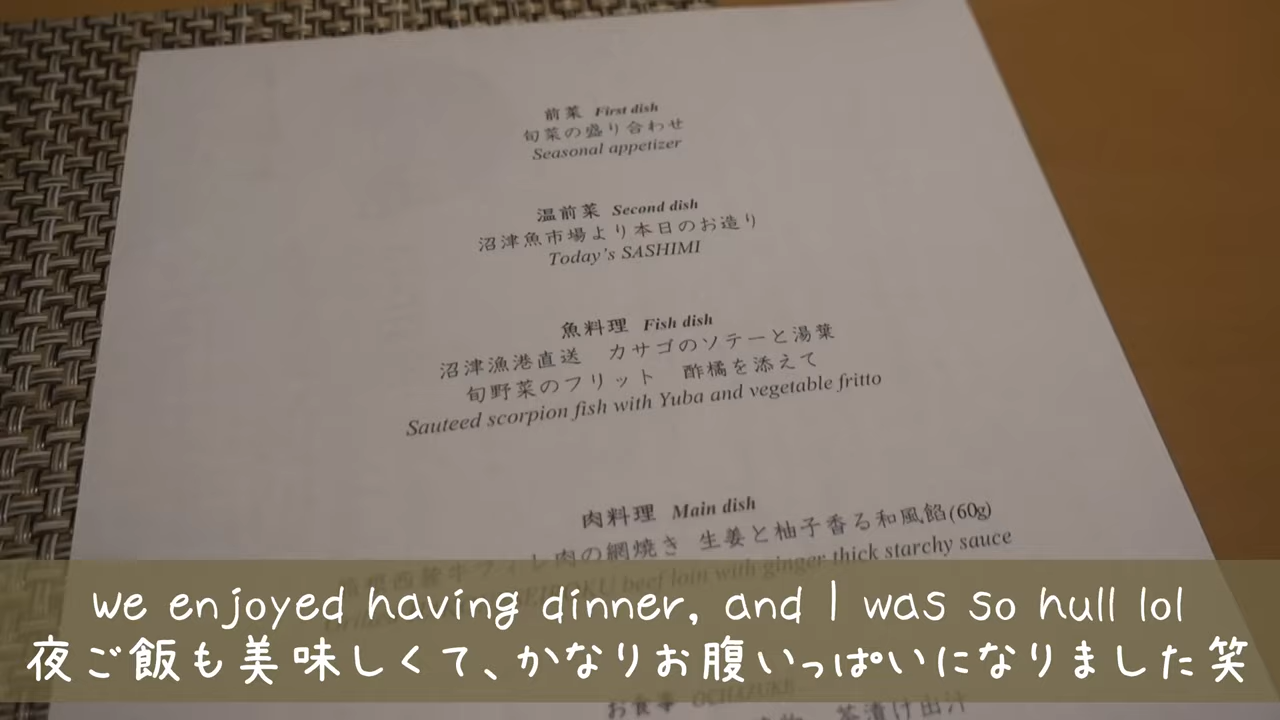 前菜 First dish
旬菜の盛り合わせ
Seasonal appetizer
温前菜 Second dish
沼津魚市場より本日のお造り
Today's SASHIMI
魚料理 Fish dish
沼津漁港直送 カサゴのソテーと湯葉
旬野菜のフリット 酢橘を添えて
Sauteed scorpion fish with Yuba and vegetable fritto
肉料理 Main dish
西麓牛フィレ肉の網焼き 生姜と柚子香る和風餡(60g)
beef loin with ginger thick starchy sauce
we enjoyed having dinner, and I was so hull lol
夜ご飯も美味しくて、かなりお腹いっぱいになりました笑
お食事 OCHAZUKE
茶漬け出汁